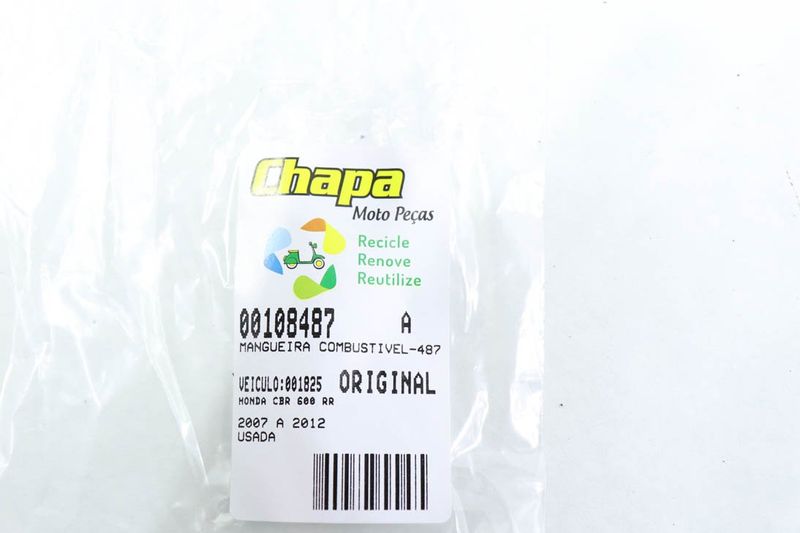 Chapa
Moto Peças
Recicle
Renove
Reutilize
00108487 A
MANGUEIRA COMBUSTIVEL-487
VEICULO:001825 ORIGINAL
HONDA CBR 600 RR
2007 A 2012
USADA